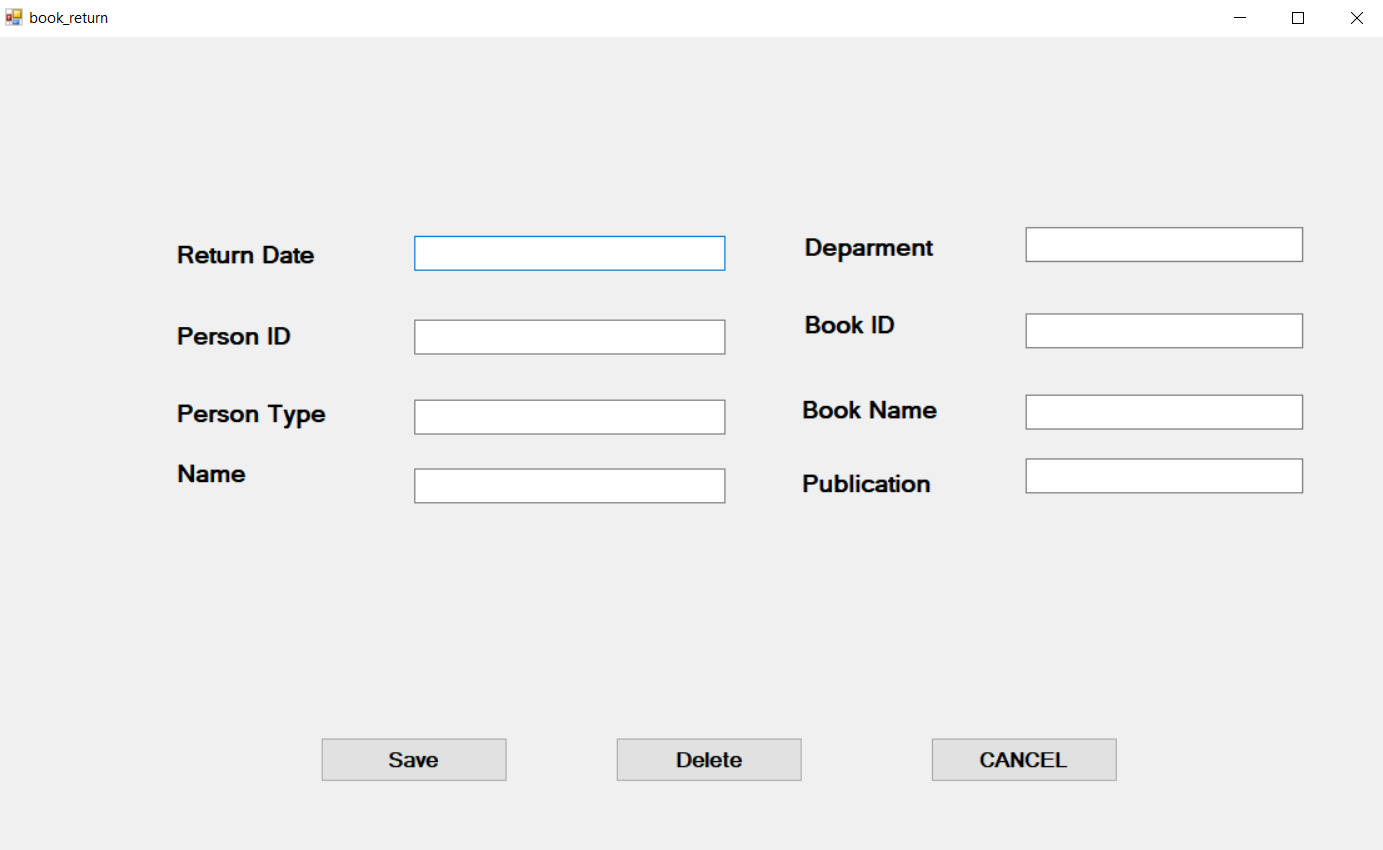 book_return
Return Date
Deparment
Person ID
Book ID
Person Type
Book Name
Name
Publication
Save
Delete
CANCEL